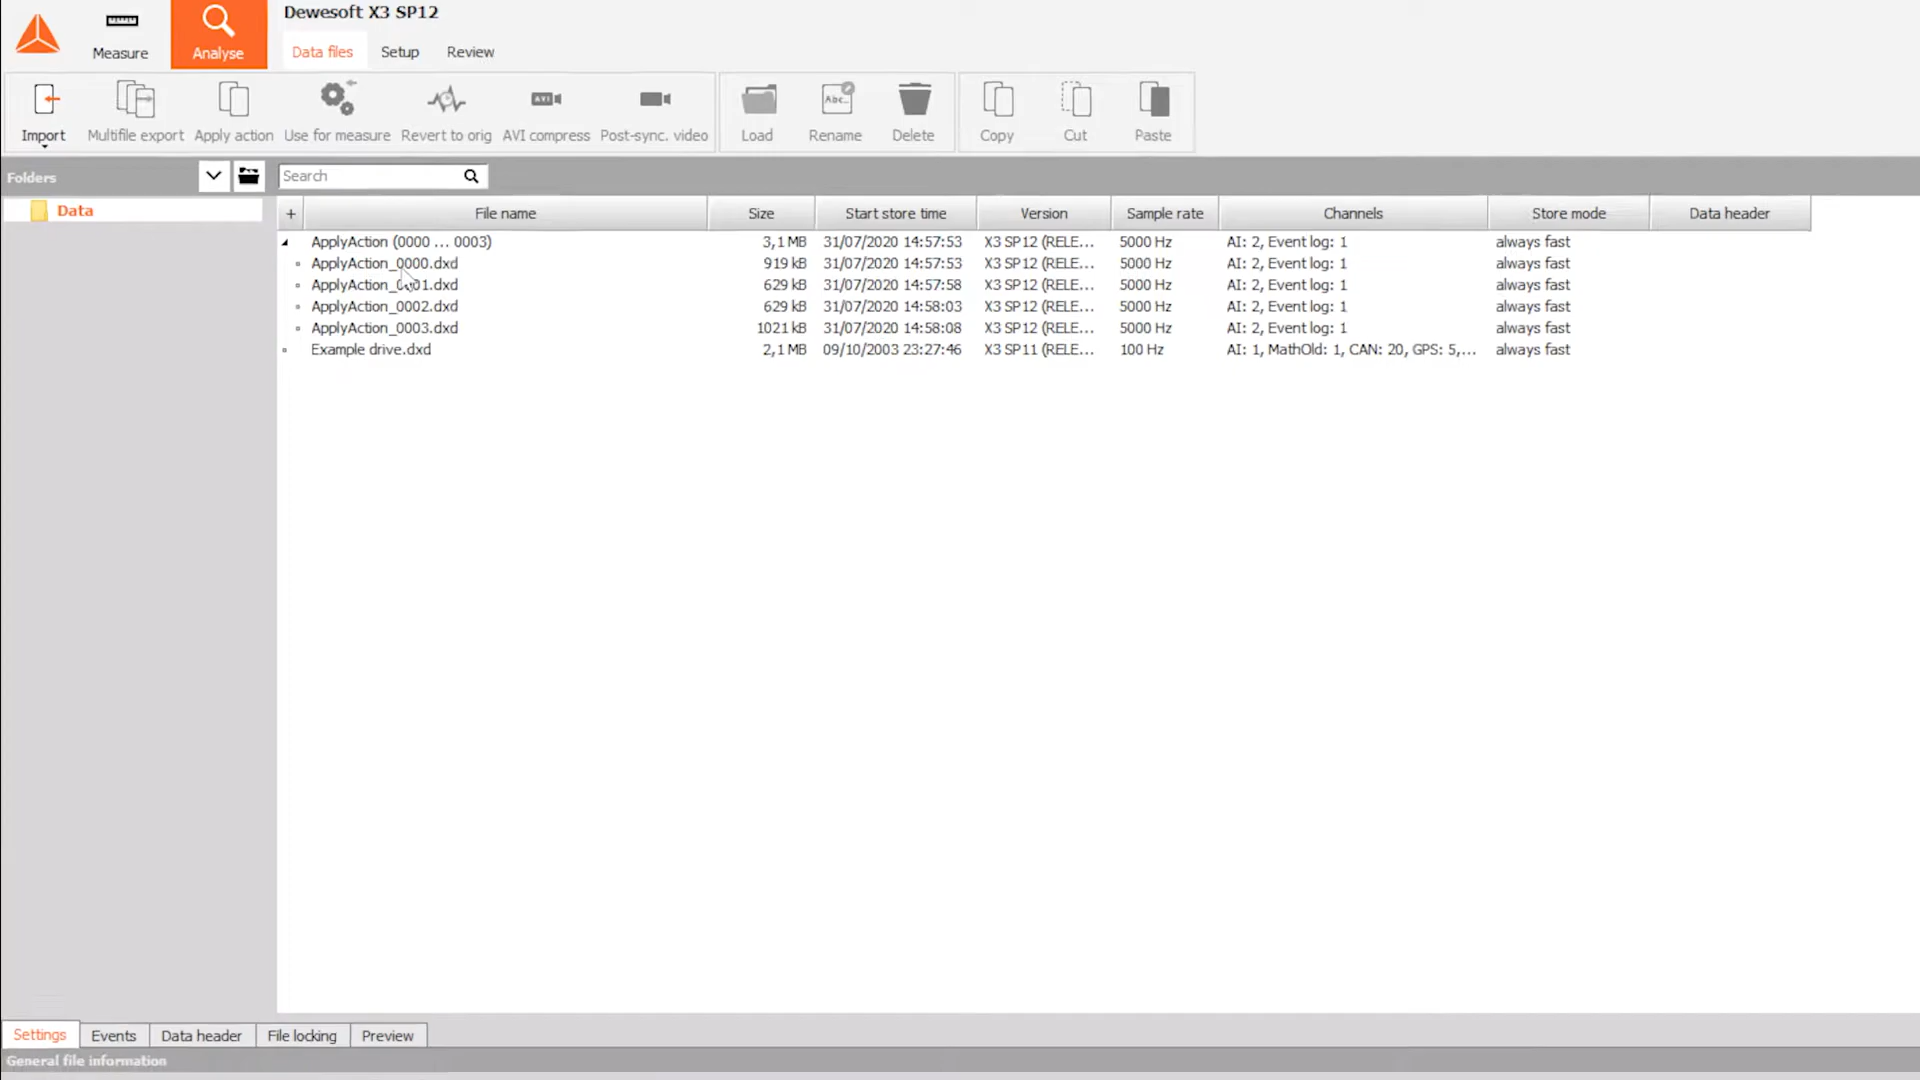 Dewesoft X3 SP12
Measure
Analyse
Data files Setup Review
Import Multifile export Apply action Use for measure Revert to orig AVI compress Post-sync. video Load Rename Delete Copy Cut Paste
AVI
Abc..
Folders Search
Data
+ File name Size Start store time Version Sample rate Channels Store mode Data header
ApplyAction (0000 ... 0003) 3,1 MB 31/07/2020 14:57:53 X3 SP12 (RELE... 5000 Hz AI: 2, Event log: 1 always fast
ApplyAction_0000.dxd 919 kB 31/07/2020 14:57:53 X3 SP12 (RELE... 5000 Hz AI: 2, Event log: 1 always fast
ApplyAction_0001.dxd 629 kB 31/07/2020 14:57:58 X3 SP12 (RELE... 5000 Hz AI: 2, Event log: 1 always fast
ApplyAction_0002.dxd 629 kB 31/07/2020 14:58:03 X3 SP12 (RELE... 5000 Hz AI: 2, Event log: 1 always fast
ApplyAction_0003.dxd 1021 kB 31/07/2020 14:58:08 X3 SP12 (RELE... 5000 Hz AI: 2, Event log: 1 always fast
Example drive.dxd 2,1 MB 09/10/2003 23:27:46 X3 SP11 (RELE... 100 Hz AI: 1, MathOld: 1, CAN: 20, GPS: 5,... always fast
Settings Events Data header File locking Preview
General file information